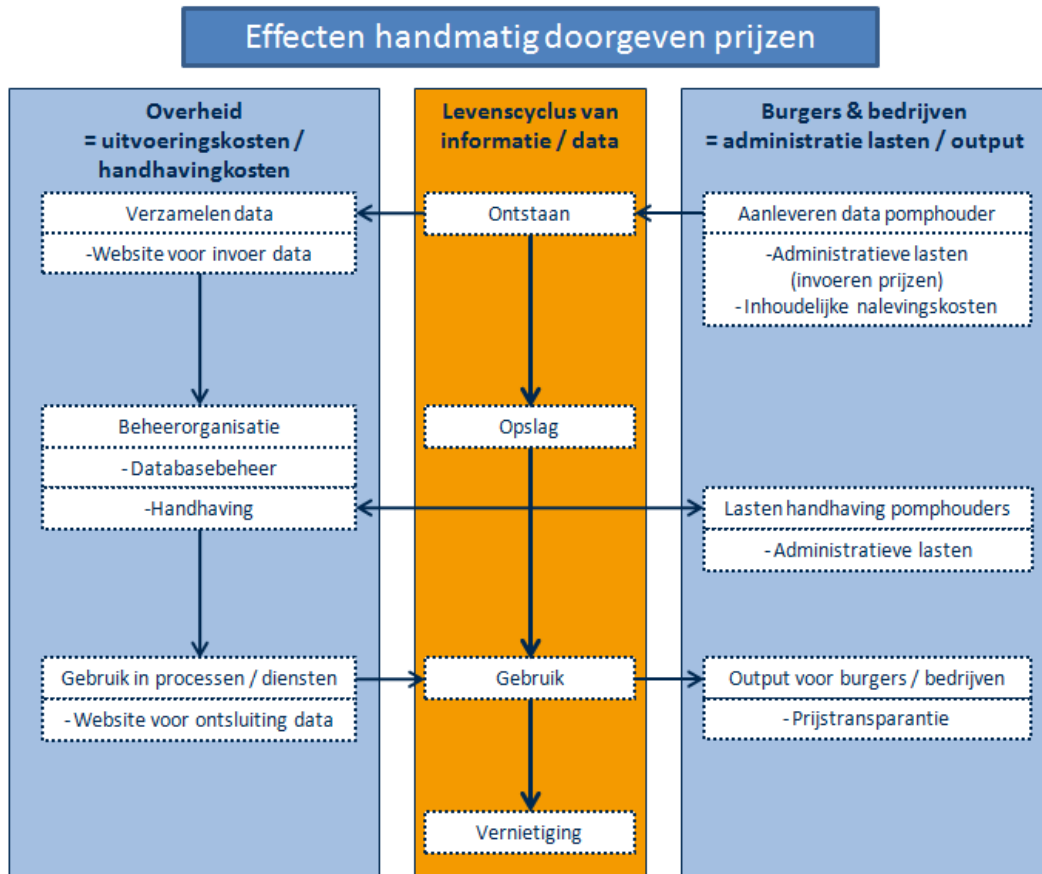 Effecten handmatig doorgeven prijzen
Overheid
= uitvoeringskosten /
handhavingkosten
Verzamelen data
-Website voor invoer data
Beheerorganisatie
- Databasebeheer
-Handhaving
Gebruik in processen / diensten
- Website voor ontsluiting data
Levenscyclus van
informatie / data
Ontstaan
Opslag
Gebruik
Vernietiging
Burgers & bedrijven
= administratie lasten / output
Aanleveren data pomphouder
-Administratieve lasten
(invoeren prijzen)
- Inhoudelijke nalevingskosten
Lasten handhaving pomphouders
- Administratieve lasten
Output voor burgers / bedrijven
- Prijstransparantie